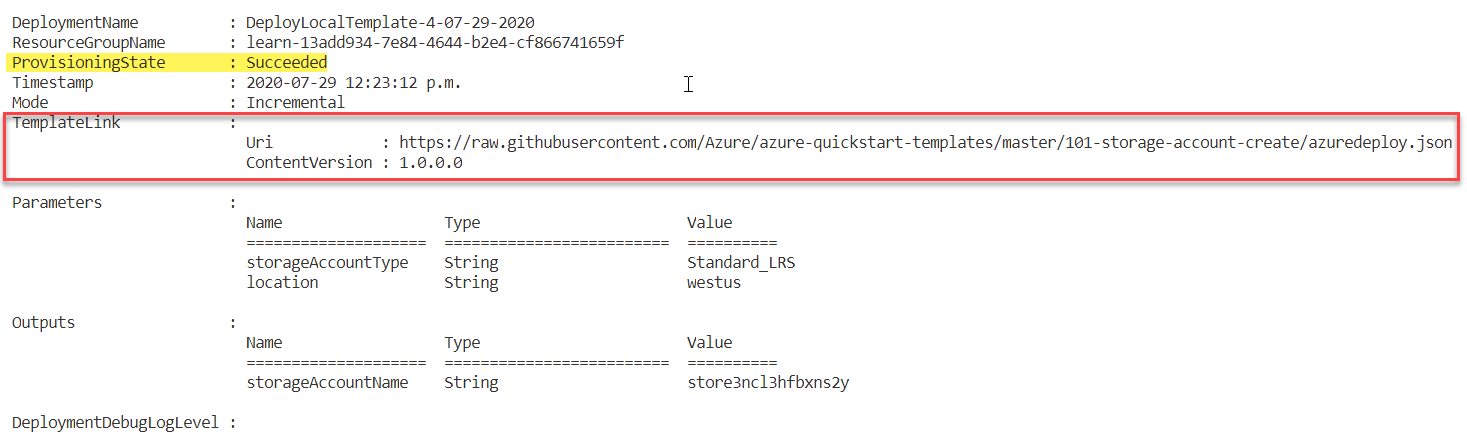 DeploymentName : DeployLocalTemplate-4-07-29-2020
ResourceGroupName : learn-13add934-7e84-4644-b2e4-cf866741659f
ProvisioningState : Succeeded
Timestamp : 2020-07-29 12:23:12 p.m.
Mode : Incremental
TemplateLink :
Uri : https://raw.githubusercontent.com/Azure/azure-quickstart-templates/master/101-storage-account-create/azuredeploy.json
ContentVersion : 1.0.0.0
Parameters :
Name Type Value
==================== ========================= ==========
storageAccountType String Standard_LRS
location String westus
Outputs :
Name Type Value
==================== ========================= ==========
storageAccountName String store3ncl3hfbxns2y
DeploymentDebugLogLevel :